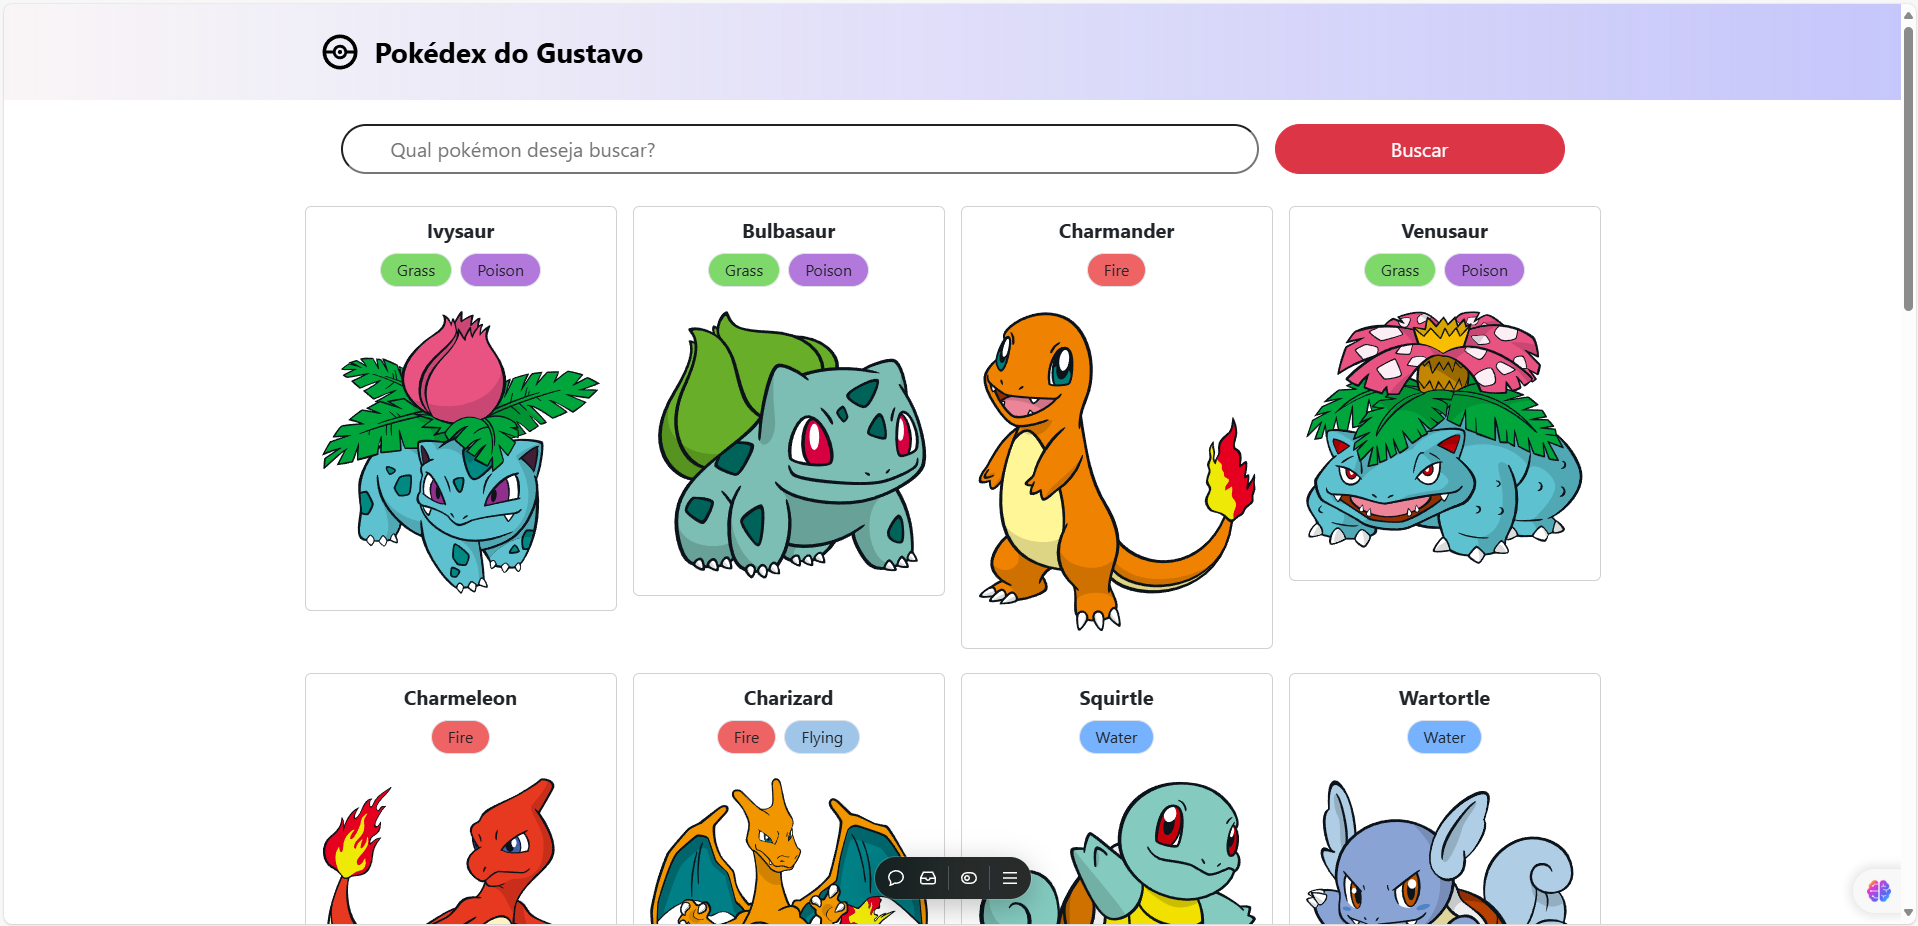 Pokédex do Gustavo
Qual pokémon deseja buscar?
Buscar
Ivysaur
Grass Poison
Bulbasaur
Grass Poison
Charmander
Fire
Venusaur
Grass Poison
Charmeleon
Fire
Charizard
Fire Flying
Squirtle
Water
Wartortle
Water